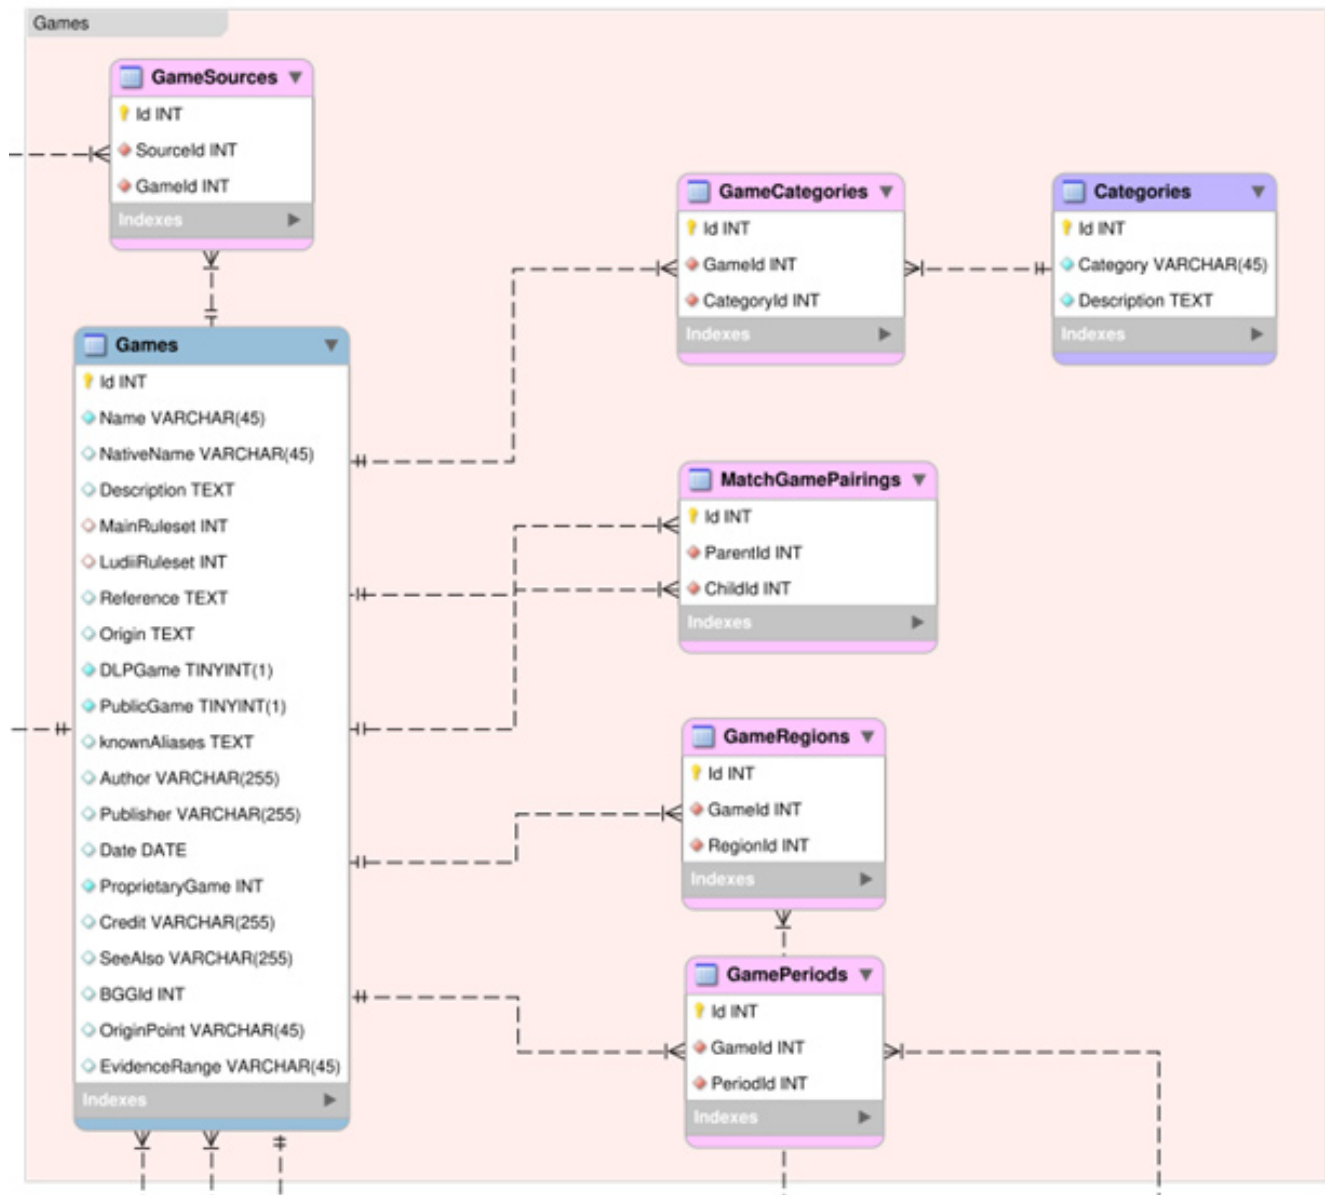 Games
GameSources
Id INT
SourceId INT
GameId INT
Indexes
Games
Id INT
Name VARCHAR(45)
NativeName VARCHAR(45)
Description TEXT
MainRuleset INT
LudiiRuleset INT
Reference TEXT
Origin TEXT
DLPGame TINYINT(1)
PublicGame TINYINT(1)
knownAliases TEXT
Author VARCHAR(255)
Publisher VARCHAR(255)
Date DATE
ProprietaryGame INT
Credit VARCHAR(255)
SeeAlso VARCHAR(255)
BGGId INT
OriginPoint VARCHAR(45)
EvidenceRange VARCHAR(45)
Indexes
GameCategories
Id INT
GameId INT
CategoryId INT
Indexes
Categories
Id INT
Category VARCHAR(45)
Description TEXT
Indexes
MatchGamePairings
Id INT
ParentId INT
ChildId INT
Indexes
GameRegions
Id INT
GameId INT
RegionId INT
Indexes
GamePeriods
Id INT
GameId INT
PeriodId INT
Indexes